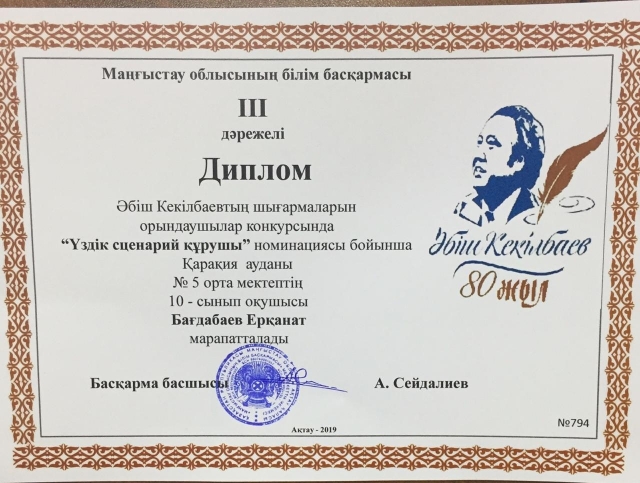 Маңғыстау облысының білім басқармасы
III
дәрежелі
Диплом
Әбіш Кекілбаевтың шығармаларын
орындаушылар конкурсында
“Үздік сценарий құрушы” номинациясы бойынша
Қарақия ауданы
№ 5 орта мектептің
10 - сынып оқушысы
Бағдабаев Ерқанат
марапатталады
Басқарма басшысы А. Сейдалиев
Ақтау - 2019
№794
Әбіш Кекілбаев
80 жыл